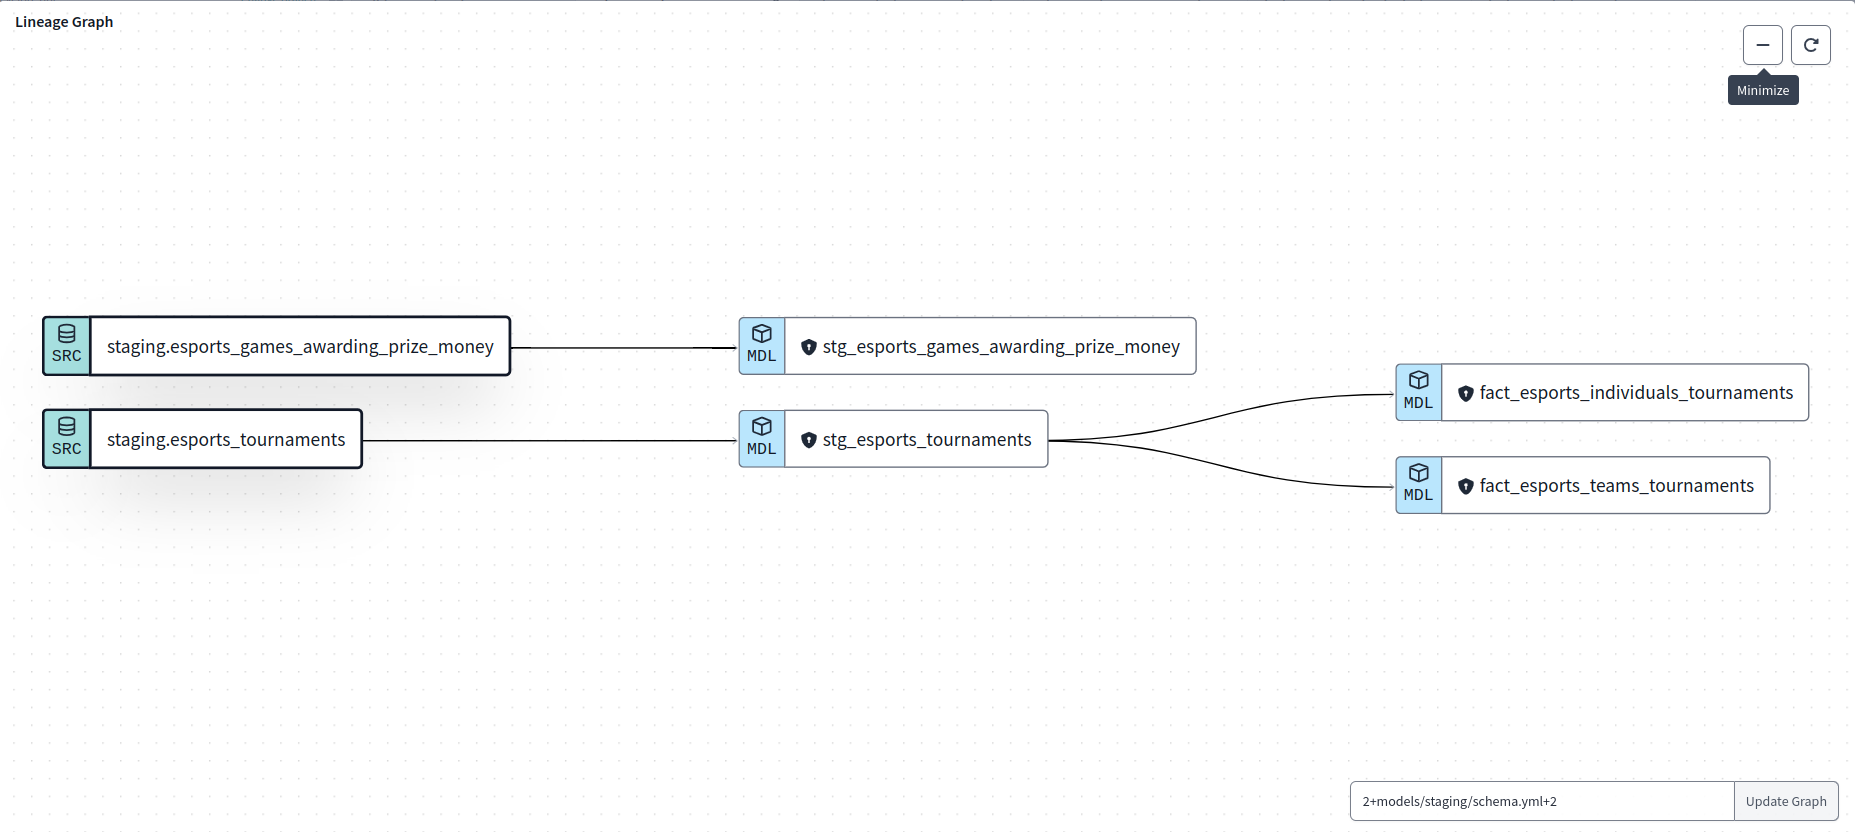 Lineage Graph
Minimize
SRC
staging.esports_games_awarding_prize_money
MDL
stg_esports_games_awarding_prize_money
SRC
staging.esports_tournaments
MDL
stg_esports_tournaments
MDL
fact_esports_individuals_tournaments
MDL
fact_esports_teams_tournaments
2+models/staging/schema.yml+2
Update Graph